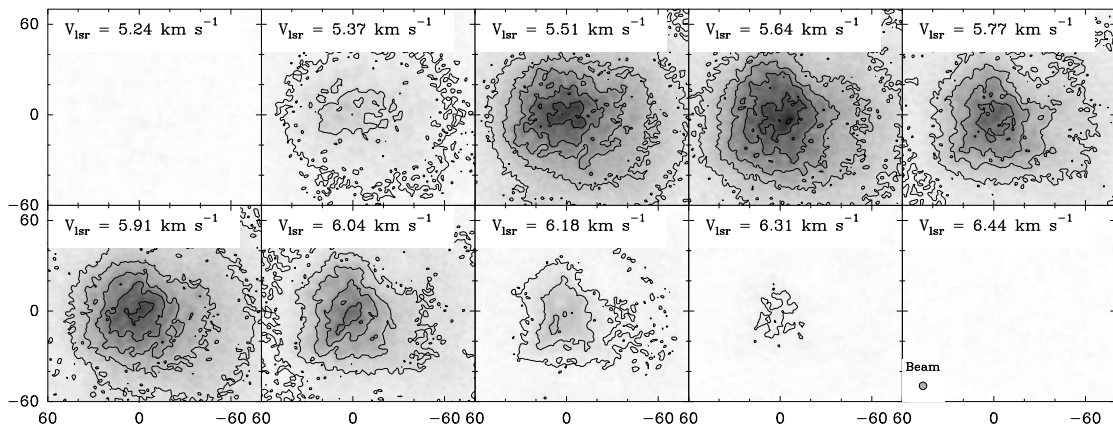 60
0
−60
V_lsr = 5.24 km s⁻¹
V_lsr = 5.37 km s⁻¹
V_lsr = 5.51 km s⁻¹
V_lsr = 5.64 km s⁻¹
V_lsr = 5.77 km s⁻¹
60
0
−60
V_lsr = 5.91 km s⁻¹
V_lsr = 6.04 km s⁻¹
V_lsr = 6.18 km s⁻¹
V_lsr = 6.31 km s⁻¹
V_lsr = 6.44 km s⁻¹
Beam
60 0 −60 60 0 −60 60 0 −60 60 0 −60 60 0 −60